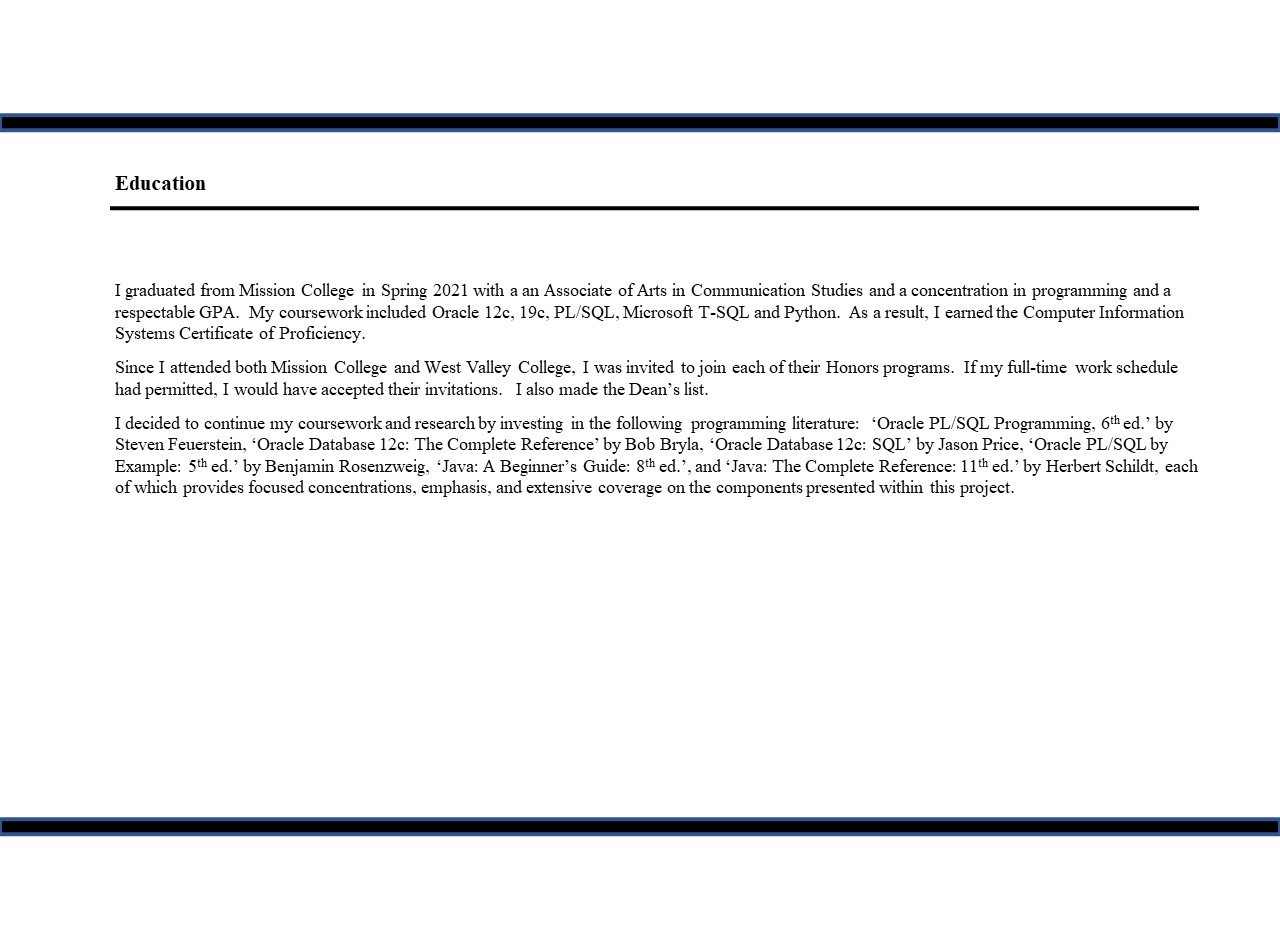 Education
I graduated from Mission College in Spring 2021 with a an Associate of Arts in Communication Studies and a concentration in programming and a
respectable GPA.  My coursework included Oracle 12c, 19c, PL/SQL, Microsoft T-SQL and Python.  As a result, I earned the Computer Information
Systems Certificate of Proficiency.
Since I attended both Mission College and West Valley College, I was invited to join each of their Honors programs.  If my full-time work schedule
had permitted, I would have accepted their invitations.   I also made the Dean’s list.
I decided to continue my coursework and research by investing in the following programming literature:  ‘Oracle PL/SQL Programming, 6th ed.’ by
Steven Feuerstein, ‘Oracle Database 12c: The Complete Reference’ by Bob Bryla, ‘Oracle Database 12c: SQL’ by Jason Price, ‘Oracle PL/SQL by
Example: 5th ed.’ by Benjamin Rosenzweig, ‘Java: A Beginner’s Guide: 8th ed.’, and ‘Java: The Complete Reference: 11th ed.’ by Herbert Schildt, each
of which provides focused concentrations, emphasis, and extensive coverage on the components presented within this project.